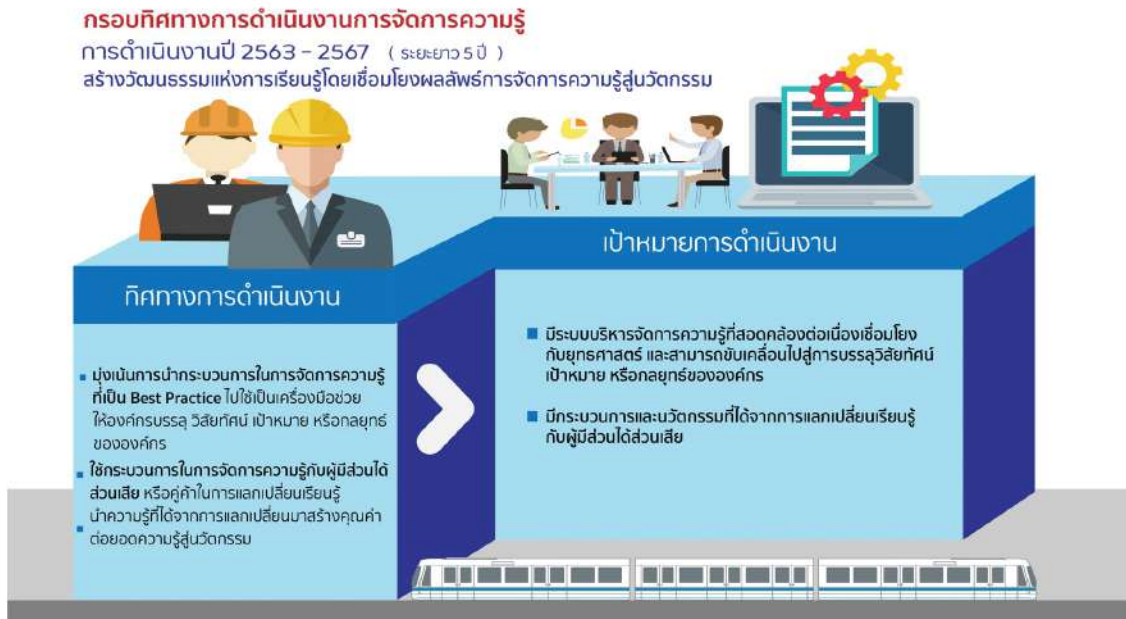 กรอบทิศทางการดำเนินงานการจัดการความรู้
การดำเนินงานปี 2563 - 2567 ( ระยะยาว 5 ปี )
สร้างวัฒนธรรมแห่งการเรียนรู้โดยเชื่อมโยงผลลัพธ์การจัดการความรู้สู่นวัตกรรม
ทิศทางการดำเนินงาน
มุ่งเน้นการนำกระบวนการในการจัดการความรู้
ที่เป็น Best Practice ไปใช้เป็นเครื่องมือช่วย
ให้องค์กรบรรลุ วิสัยทัศน์ เป้าหมาย หรือกลยุทธ์
ขององค์กร
ใช้กระบวนการในการจัดการความรู้กับผู้มีส่วนได้
ส่วนเสีย หรือคู่ค้าในการแลกเปลี่ยนเรียนรู้
นำความรู้ที่ได้จากการแลกเปลี่ยนมาสร้างคุณค่า
ต่อยอดความรู้สู่นวัตกรรม
เป้าหมายการดำเนินงาน
มีระบบบริหารจัดการความรู้ที่สอดคล้องต่อเนื่องเชื่อมโยง
กับยุทธศาสตร์ และสามารถขับเคลื่อนไปสู่การบรรลุวิสัยทัศน์
เป้าหมาย หรือกลยุทธ์ขององค์กร
มีกระบวนการและนวัตกรรมที่ได้จากการแลกเปลี่ยนเรียนรู้
กับผู้มีส่วนได้ส่วนเสีย